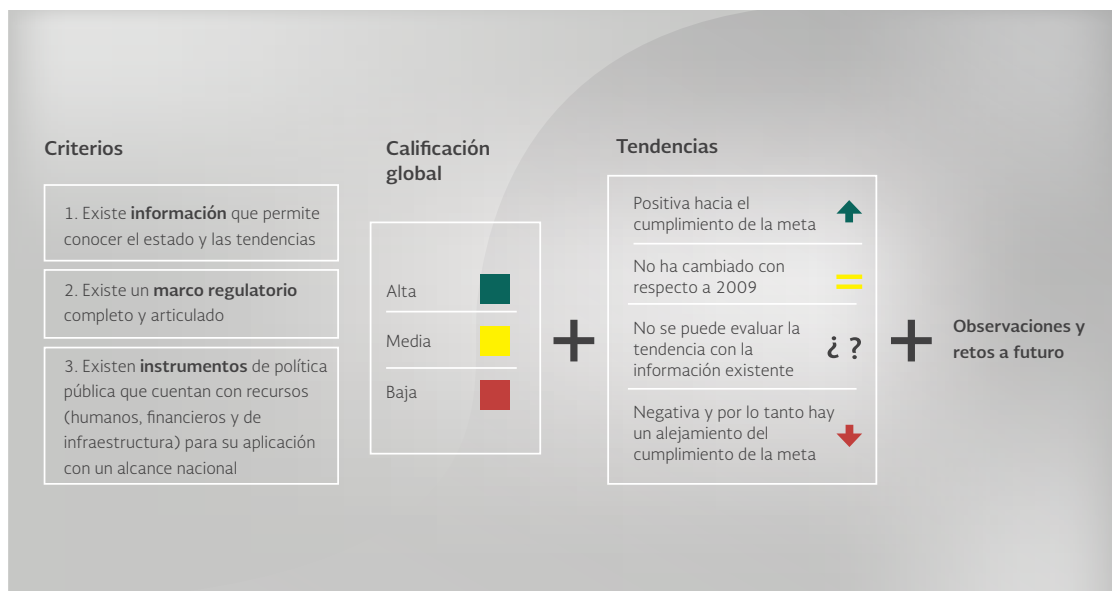 Criterios
1. Existe información que permite
conocer el estado y las tendencias
2. Existe un marco regulatorio
completo y articulado
3. Existen instrumentos de política
pública que cuentan con recursos
(humanos, financieros y de
infraestructura) para su aplicación
con un alcance nacional
Calificación
global
Alta
Media
Baja
+
Tendencias
Positiva hacia el
cumplimiento de la meta
No ha cambiado con
respecto a 2009
=
No se puede evaluar la
tendencia con la
información existente
¿ ?
Negativa y por lo tanto hay
un alejamiento del
cumplimiento de la meta
+
Observaciones y
retos a futuro